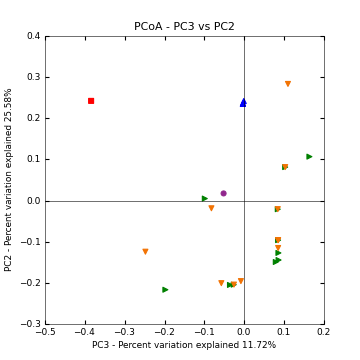 PCoA - PC3 vs PC2
PC2 - Percent variation explained 25.58%
0.4
0.3
0.2
0.1
0.0
−0.1
−0.2
−0.3
−0.5 −0.4 −0.3 −0.2 −0.1 0.0 0.1 0.2
PC3 - Percent variation explained 11.72%